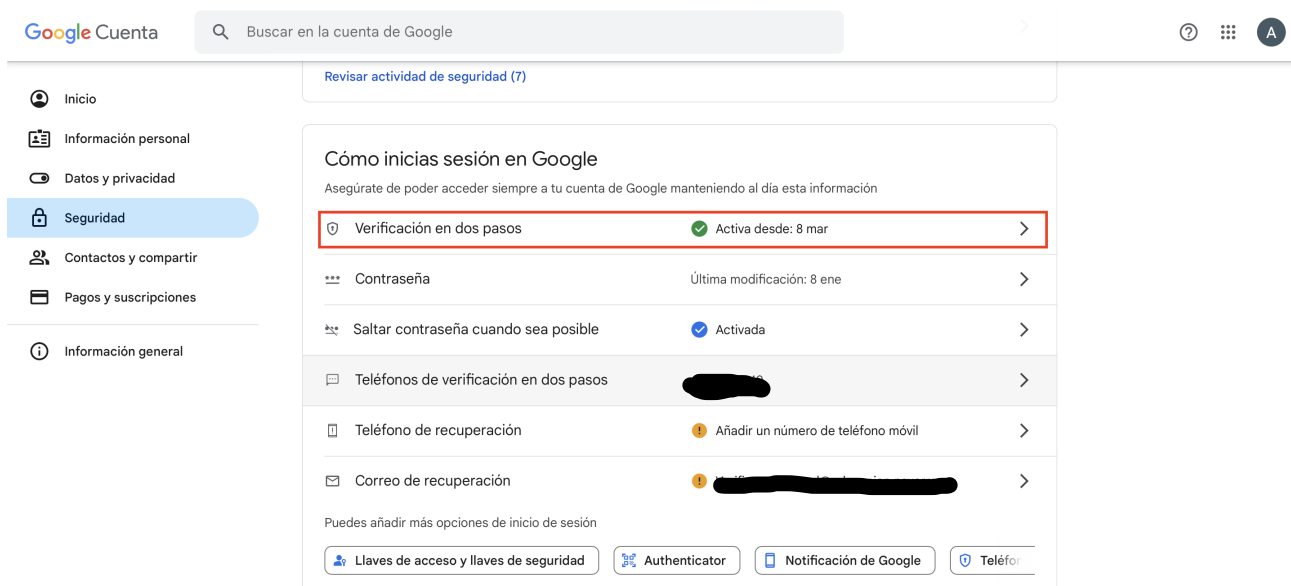 Google Cuenta
Buscar en la cuenta de Google
A
Revisar actividad de seguridad (7)
Inicio
Información personal
Datos y privacidad
Seguridad
Contactos y compartir
Pagos y suscripciones
Información general
Cómo inicias sesión en Google
Asegúrate de poder acceder siempre a tu cuenta de Google manteniendo al día esta información
Verificación en dos pasos Activa desde: 8 mar
Contraseña Última modificación: 8 ene
Saltar contraseña cuando sea posible Activada
Teléfonos de verificación en dos pasos
Teléfono de recuperación Añadir un número de teléfono móvil
Correo de recuperación
Puedes añadir más opciones de inicio de sesión
Llaves de acceso y llaves de seguridad Authenticator Notificación de Google